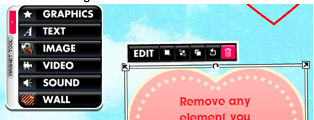 MAGNET TOOL
GRAPHICS
TEXT
IMAGE
VIDEO
SOUND
WALL
EDIT
Remove any
element you